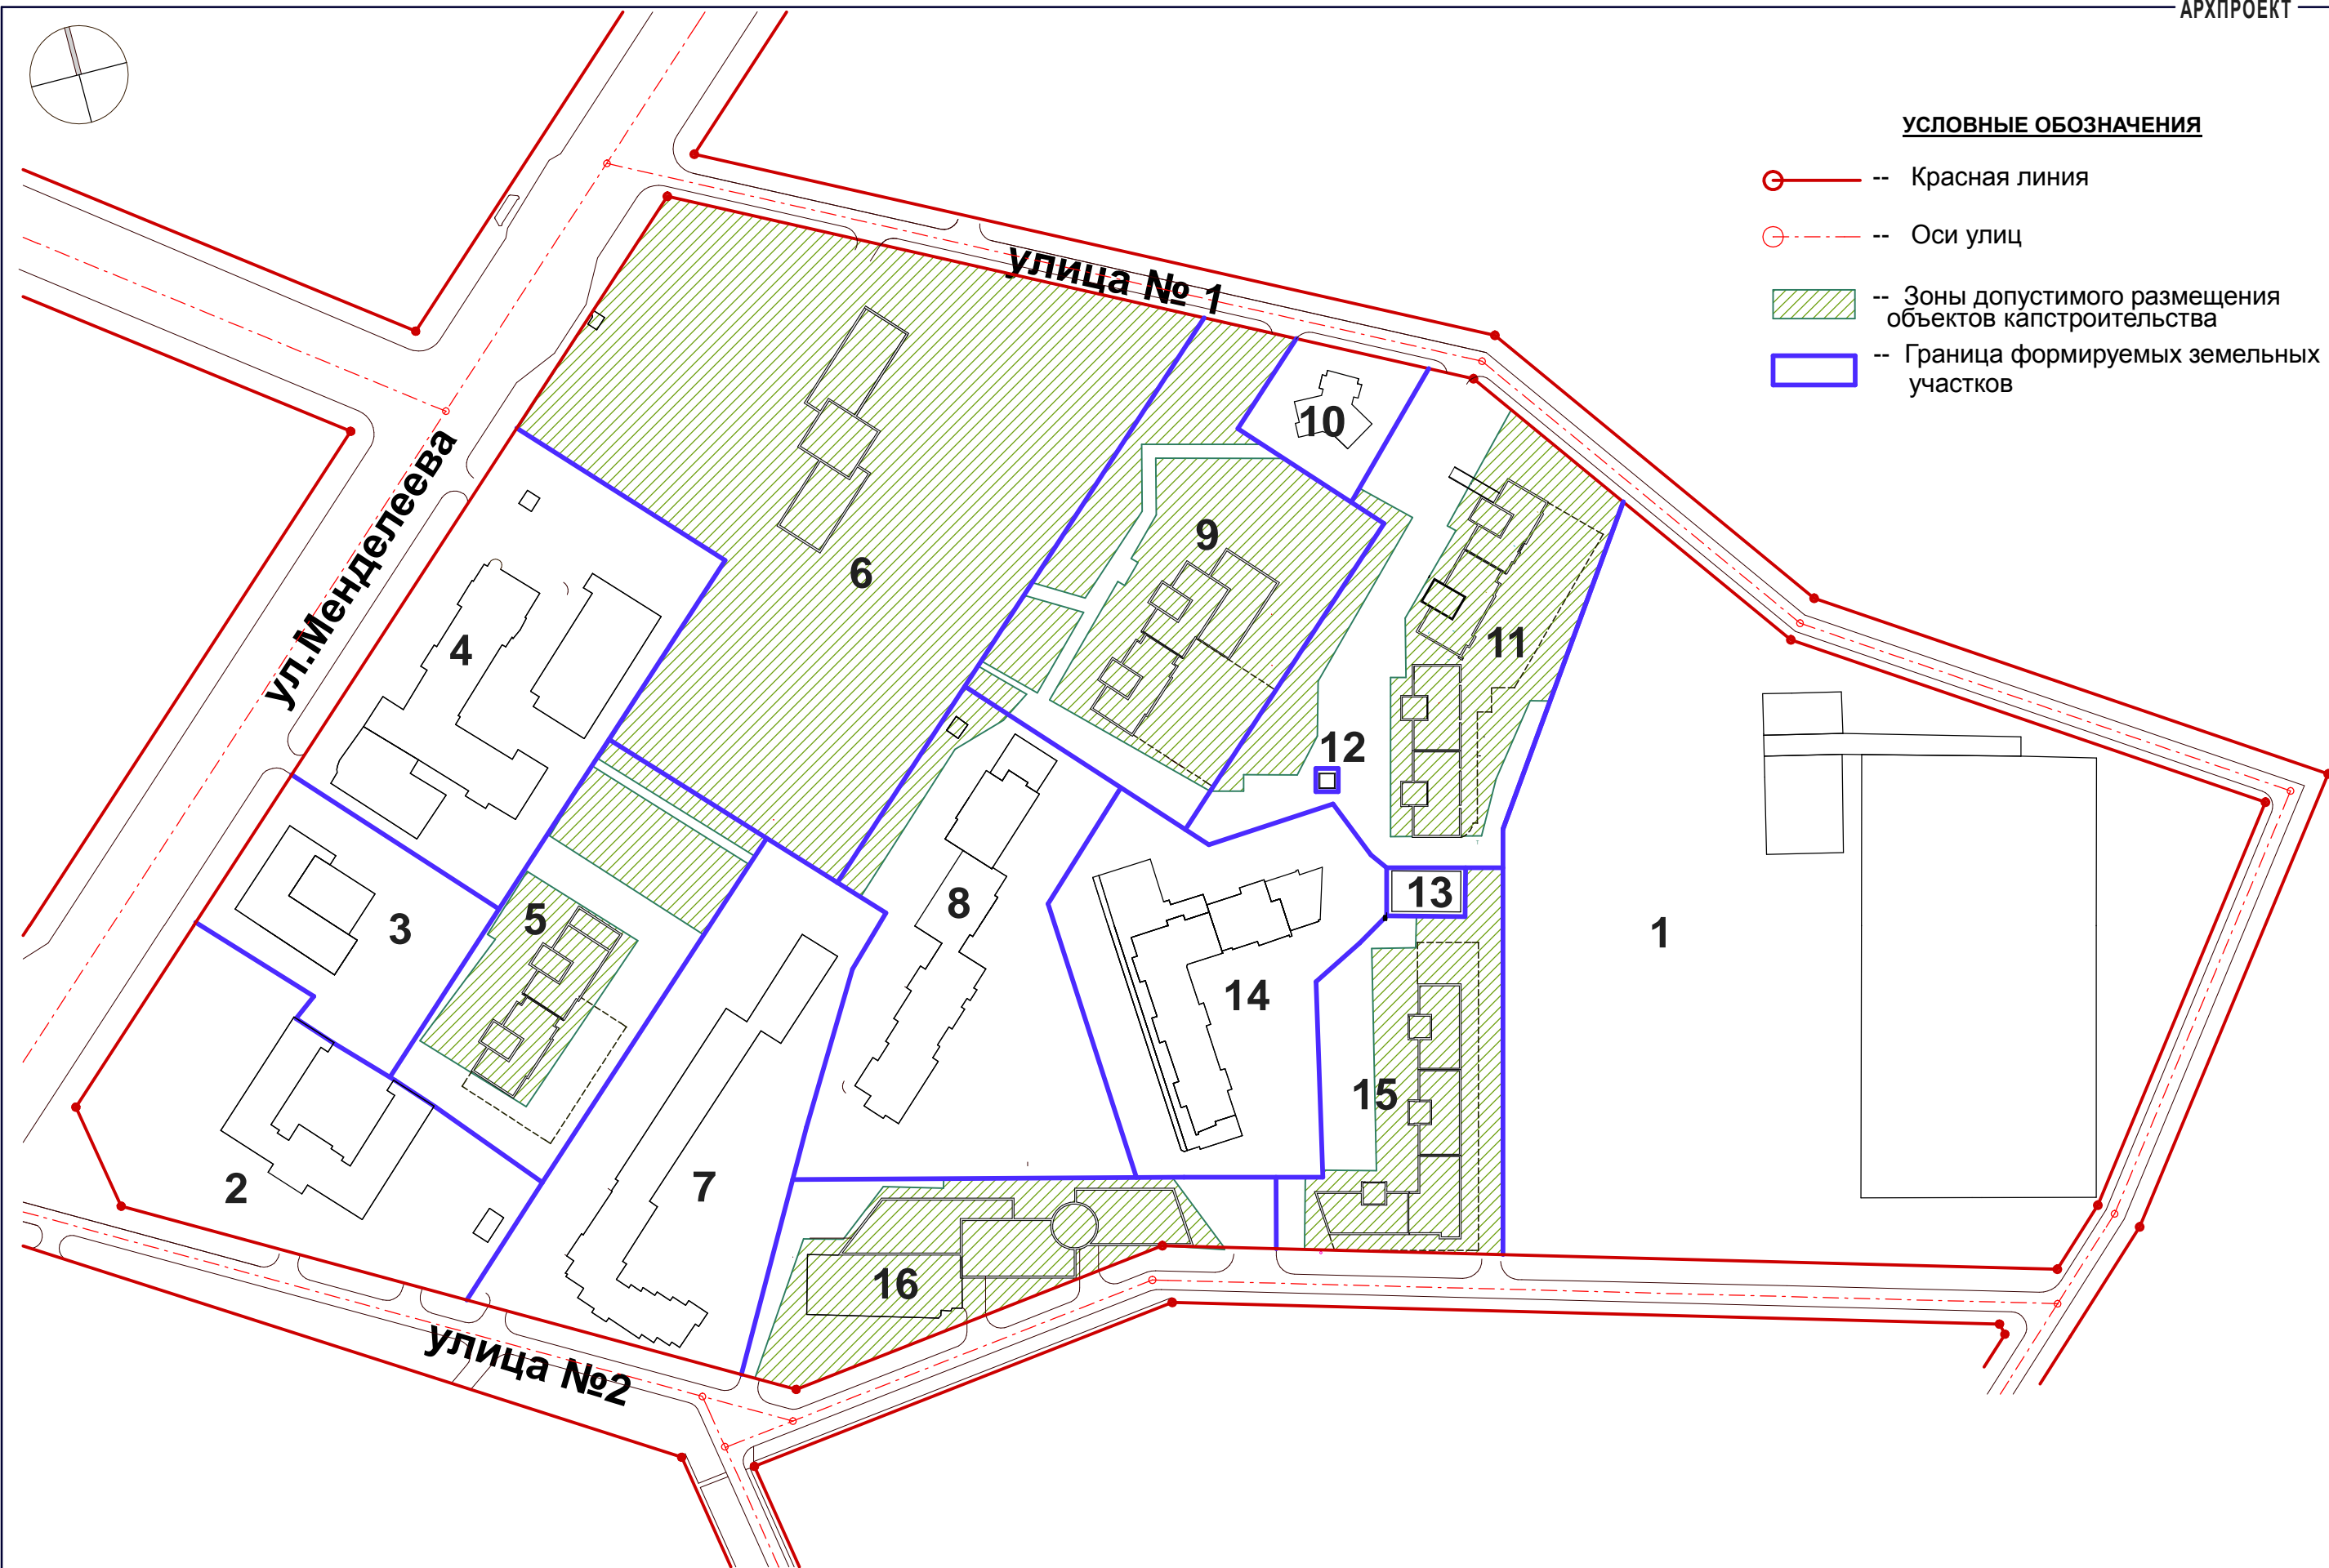 АРХПРОЕКТ
УСЛОВНЫЕ ОБОЗНАЧЕНИЯ
-- Красная линия
-- Оси улиц
-- Зоны допустимого размещения
объектов капстроительства
-- Граница формируемых земельных
участков
улица № 1
ул.Менделеева
улица №2
10
9
6
11
4
12
8
13
5
3
1
14
15
7
2
16